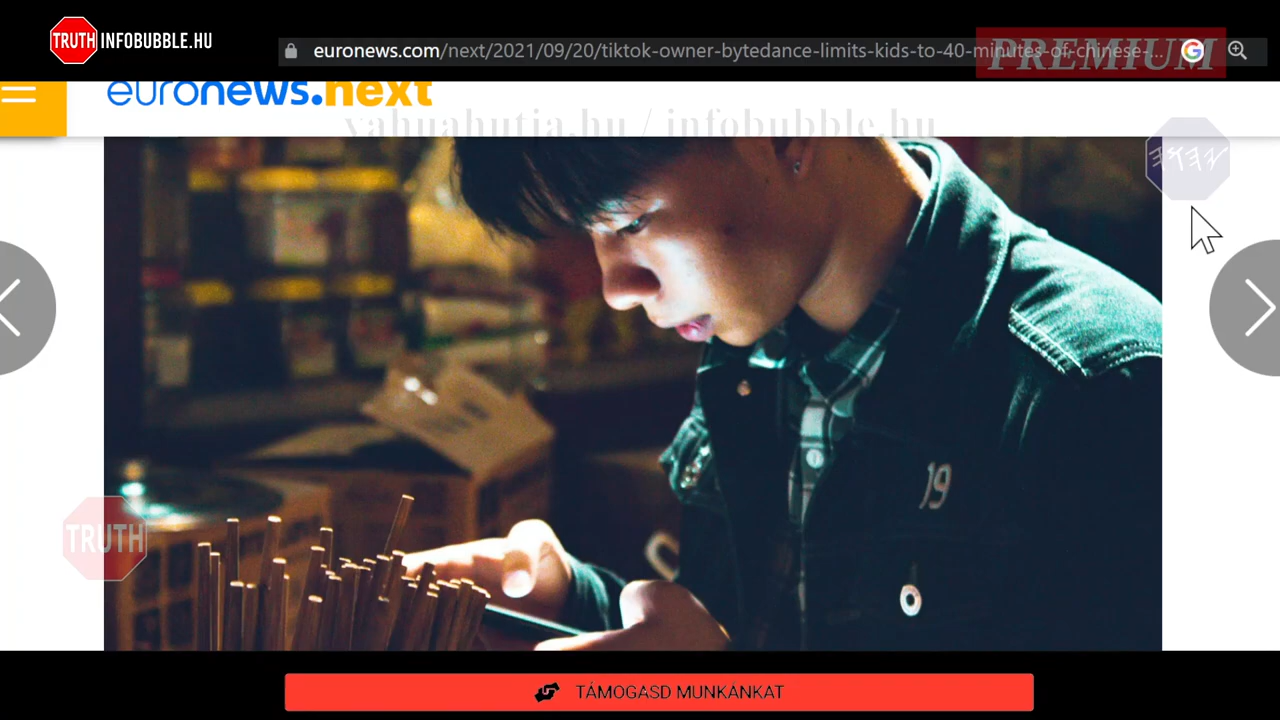 TRUTH INFOBUBBLE.HU
euronews.com/next/2021/09/20/tiktok-owner-bytedance-limits-kids-to-40-minutes-of-chinese-...
PREMIUM
euronews.next
yahuahutja.hu / infobubble.hu
19
TRUTH
TÁMOGASD MUNKÁNKAT